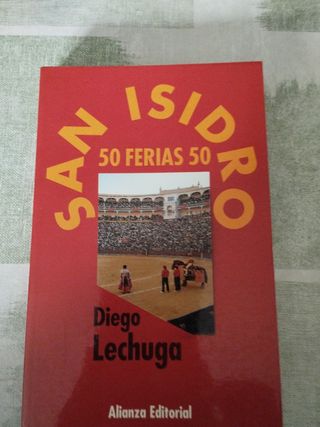 SAN ISIDRO
50 FERIAS 50
Diego
Lechuga
Alianza Editorial